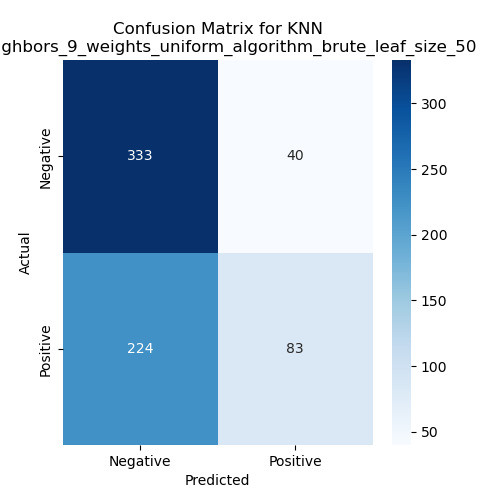 Confusion Matrix for KNN
ghbors_9_weights_uniform_algorithm_brute_leaf_size_50
Negative
333
40
Positive
224
83
Actual
Negative
Positive
Predicted
300
250
200
150
100
50